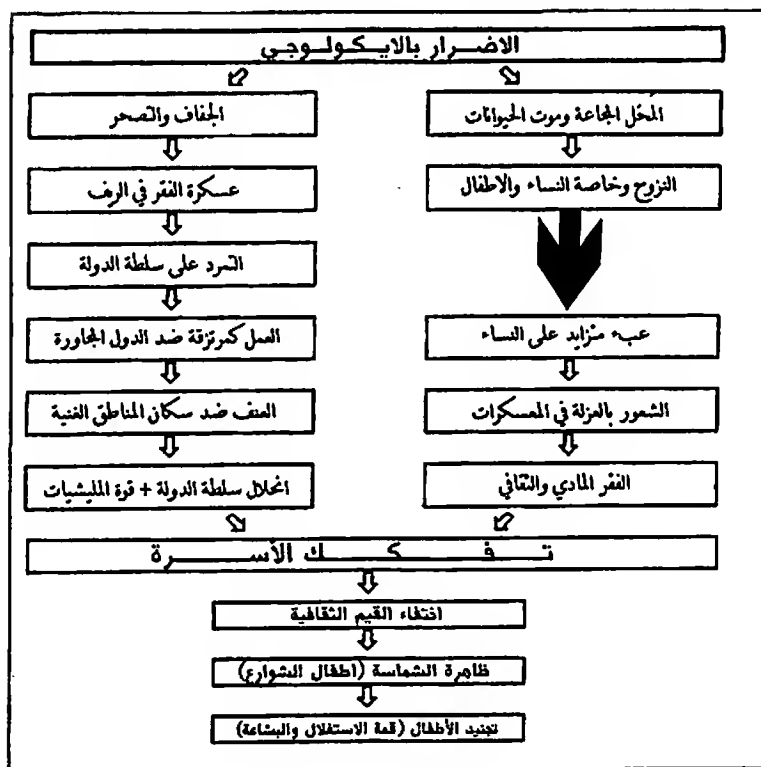 الاضرار بالايكولوجي
المحل المجاعة وموت الحيوانات
النزوح وخاصة النساء والاطفال
عبء متزايد على النساء
الشعور بالعزلة في المعسكرات
الفقر المادي والثقافي
الجفاف والتصحر
عسكرة الفقر في الريف
التمرد على سلطة الدولة
العمل كمرتزقة ضد الدول المجاورة
العنف ضد سكان المناطق الغنية
انحلال سلطة الدولة + قوة المليشيات
تفكك الأسرة
انتفاء القيم الثقافية
ظاهرة الشماسة (اطفال الشوارع)
تجنيد الأطفال (قمة الاستغلال والبشاعة)